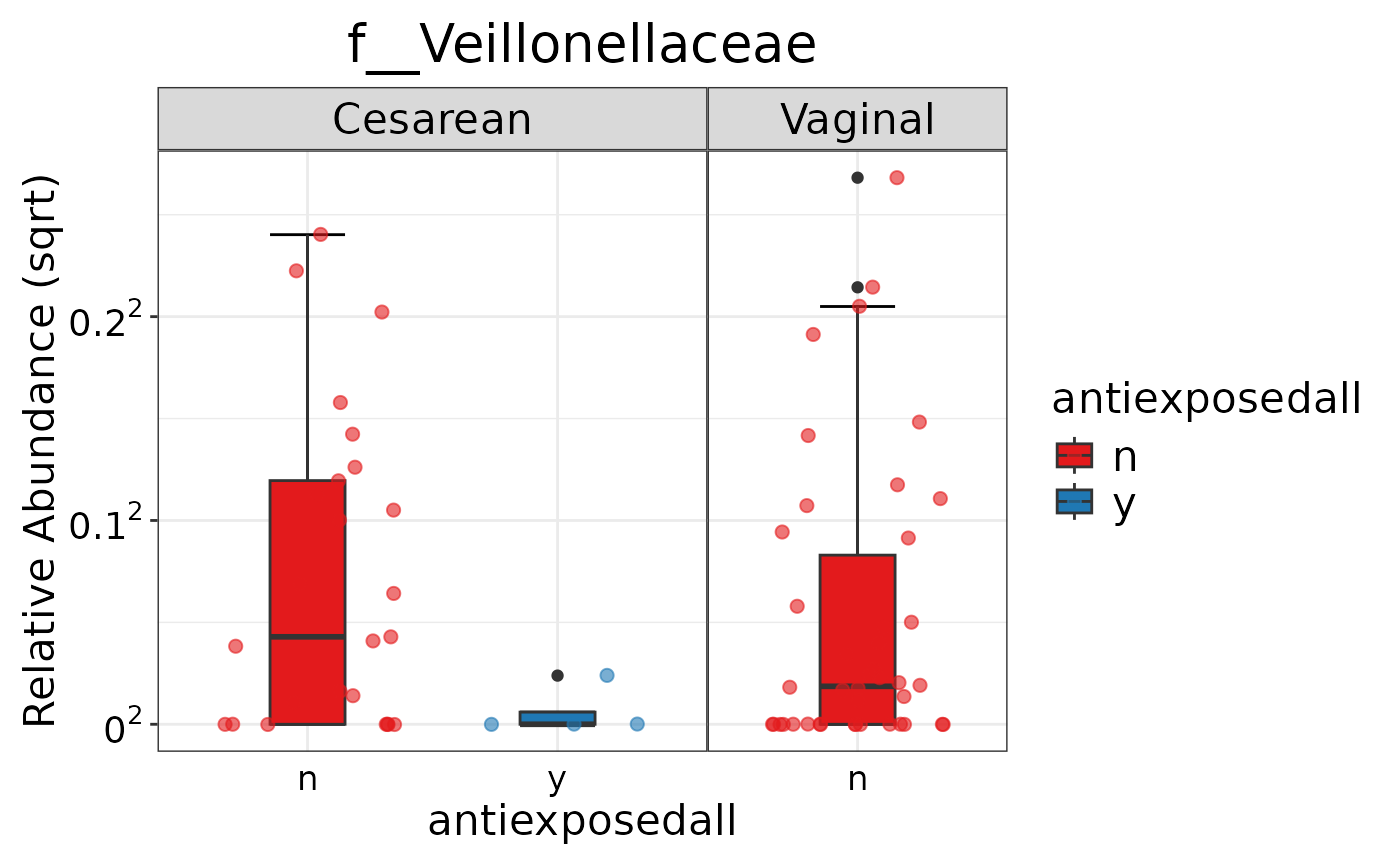 f__Veillonellaceae
Cesarean
Vaginal
Relative Abundance (sqrt)
0.2²
0.1²
0²
n
y
n
antiexposedall
antiexposedall
n
y